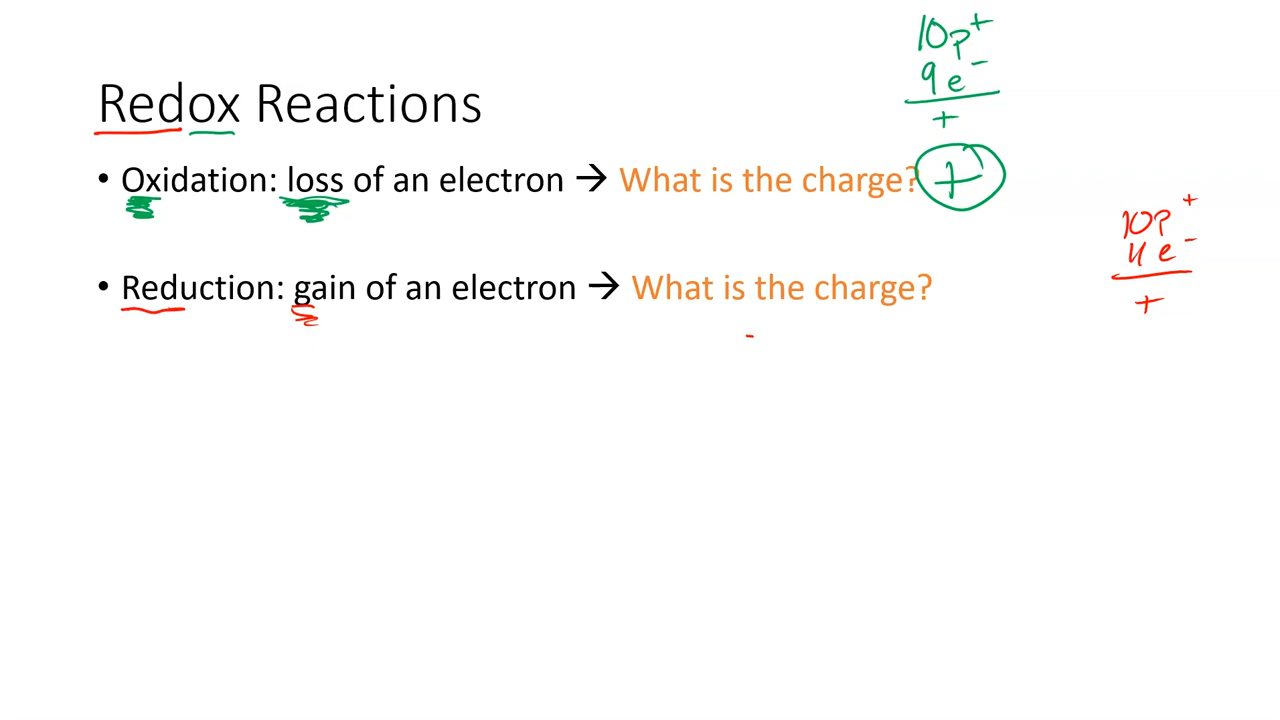 10p+
9e-
+
Redox Reactions
• Oxidation: loss of an electron → What is the charge? +
10p+
11e-
+
• Reduction: gain of an electron → What is the charge?
-